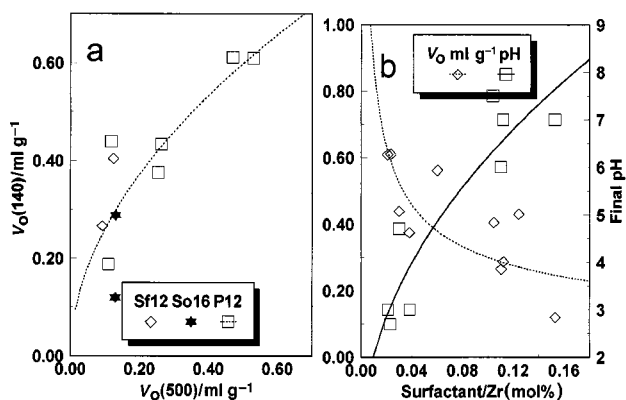 a
0.60
0.40
0.20
0.00
V_O(140)/ml g⁻¹
Sf12 So16 P12
0.00 0.20 0.40 0.60
V_O(500)/ml g⁻¹
b
1.00
0.80
0.60
0.40
0.20
0.00
V_O ml g⁻¹ pH
9
8
7
6
5
4
3
2
Final pH
0.00 0.04 0.08 0.12 0.16
Surfactant/Zr(mol%)